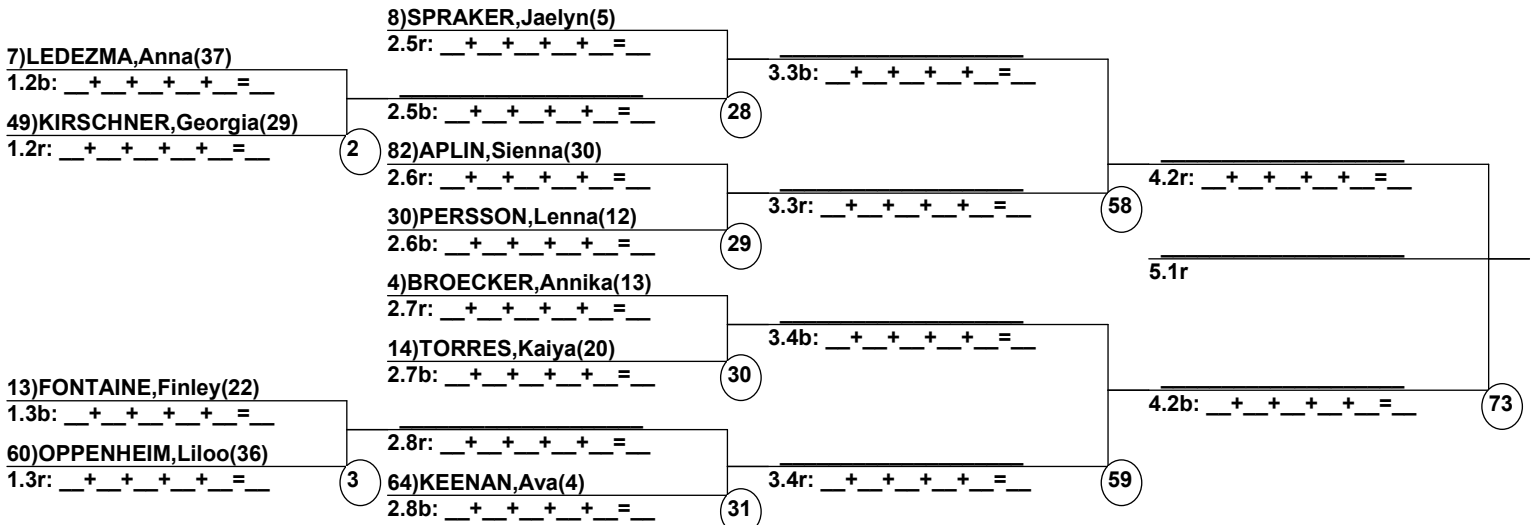 8)SPRAKER,Jaelyn(5)
2.5r: __+__+__+__+__=__
7)LEDEZMA,Anna(37)
1.2b: __+__+__+__+__=__
3.3b: __+__+__+__+__=__
2.5b: __+__+__+__+__=__
28
49)KIRSCHNER,Georgia(29)
1.2r: __+__+__+__+__=__
2
82)APLIN,Sienna(30)
2.6r: __+__+__+__+__=__
4.2r: __+__+__+__+__=__
3.3r: __+__+__+__+__=__
58
30)PERSSON,Lenna(12)
2.6b: __+__+__+__+__=__
29
5.1r
4)BROECKER,Annika(13)
2.7r: __+__+__+__+__=__
3.4b: __+__+__+__+__=__
14)TORRES,Kaiya(20)
2.7b: __+__+__+__+__=__
30
13)FONTAINE,Finley(22)
1.3b: __+__+__+__+__=__
4.2b: __+__+__+__+__=__
73
2.8r: __+__+__+__+__=__
60)OPPENHEIM,Liloo(36)
1.3r: __+__+__+__+__=__
3
3.4r: __+__+__+__+__=__
59
64)KEENAN,Ava(4)
2.8b: __+__+__+__+__=__
31